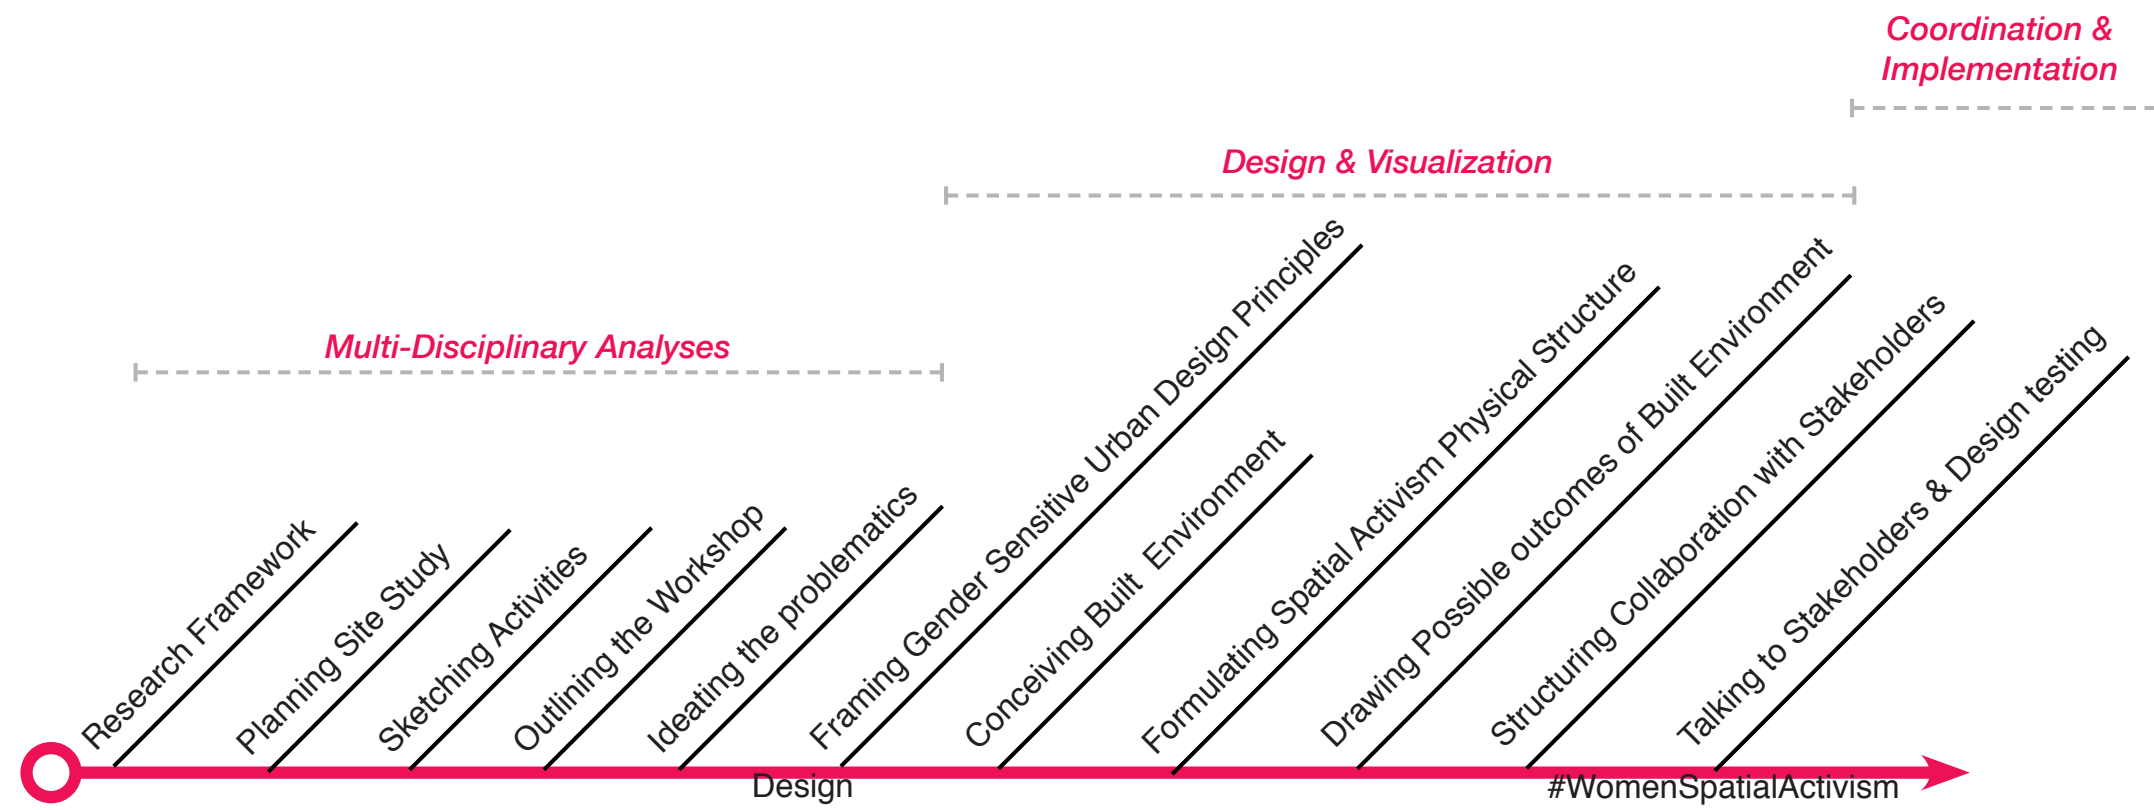 Coordination &
Implementation
Design & Visualization
Multi-Disciplinary Analyses
Research Framework
Planning Site Study
Sketching Activities
Outlining the Workshop
Ideating the problematics
Framing Gender Sensitive Urban Design Principles
Conceiving Built Environment
Formulating Spatial Activism Physical Structure
Drawing Possible outcomes of Built Environment
Structuring Collaboration with Stakeholders
Talking to Stakeholders & Design testing
Design
#WomenSpatialActivism